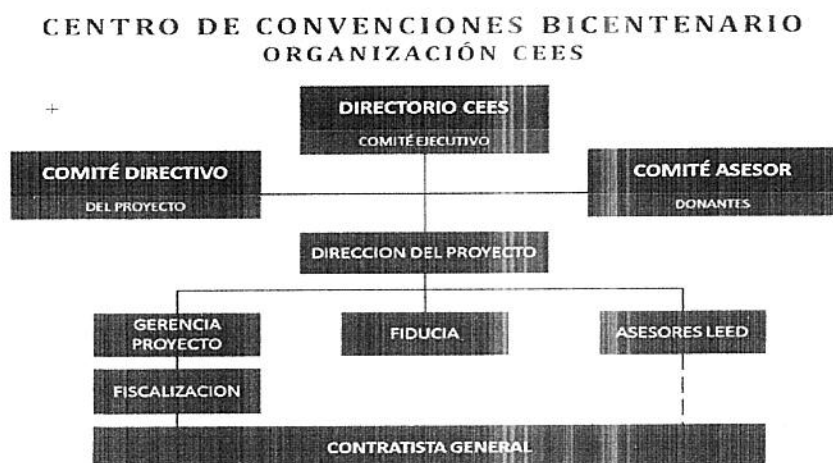 CENTRO DE CONVENCIONES BICENTENARIO
ORGANIZACIÓN CEES
DIRECTORIO CEES
COMITÉ EJECUTIVO
COMITÉ DIRECTIVO
DEL PROYECTO
COMITÉ ASESOR
DONANTES
DIRECCION DEL PROYECTO
GERENCIA
PROYECTO
FIDUCIA
ASESORES LEED
FISCALIZACION
CONTRATISTA GENERAL